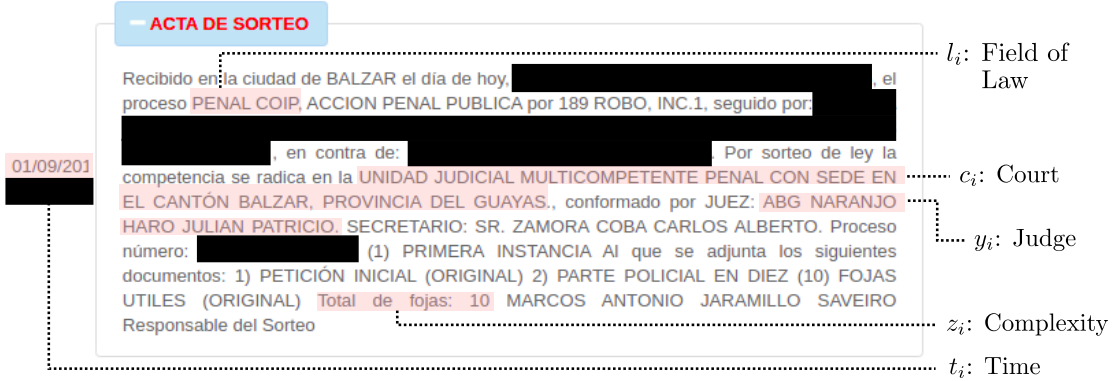 ACTA DE SORTEO
Recibido en la ciudad de BALZAR el día de hoy, , el
proceso PENAL COIP, ACCION PENAL PUBLICA por 189 ROBO, INC.1, seguido por:
, en contra de: . Por sorteo de ley la
competencia se radica en la UNIDAD JUDICIAL MULTICOMPETENTE PENAL CON SEDE EN
EL CANTÓN BALZAR, PROVINCIA DEL GUAYAS., conformado por JUEZ: ABG NARANJO
HARO JULIAN PATRICIO. SECRETARIO: SR. ZAMORA COBA CARLOS ALBERTO. Proceso
número: (1) PRIMERA INSTANCIA Al que se adjunta los siguientes
documentos: 1) PETICIÓN INICIAL (ORIGINAL) 2) PARTE POLICIAL EN DIEZ (10) FOJAS
UTILES (ORIGINAL) Total de fojas: 10 MARCOS ANTONIO JARAMILLO SAVEIRO
Responsable del Sorteo
01/09/201
l_i: Field of
Law
c_i: Court
y_i: Judge
z_i: Complexity
t_i: Time